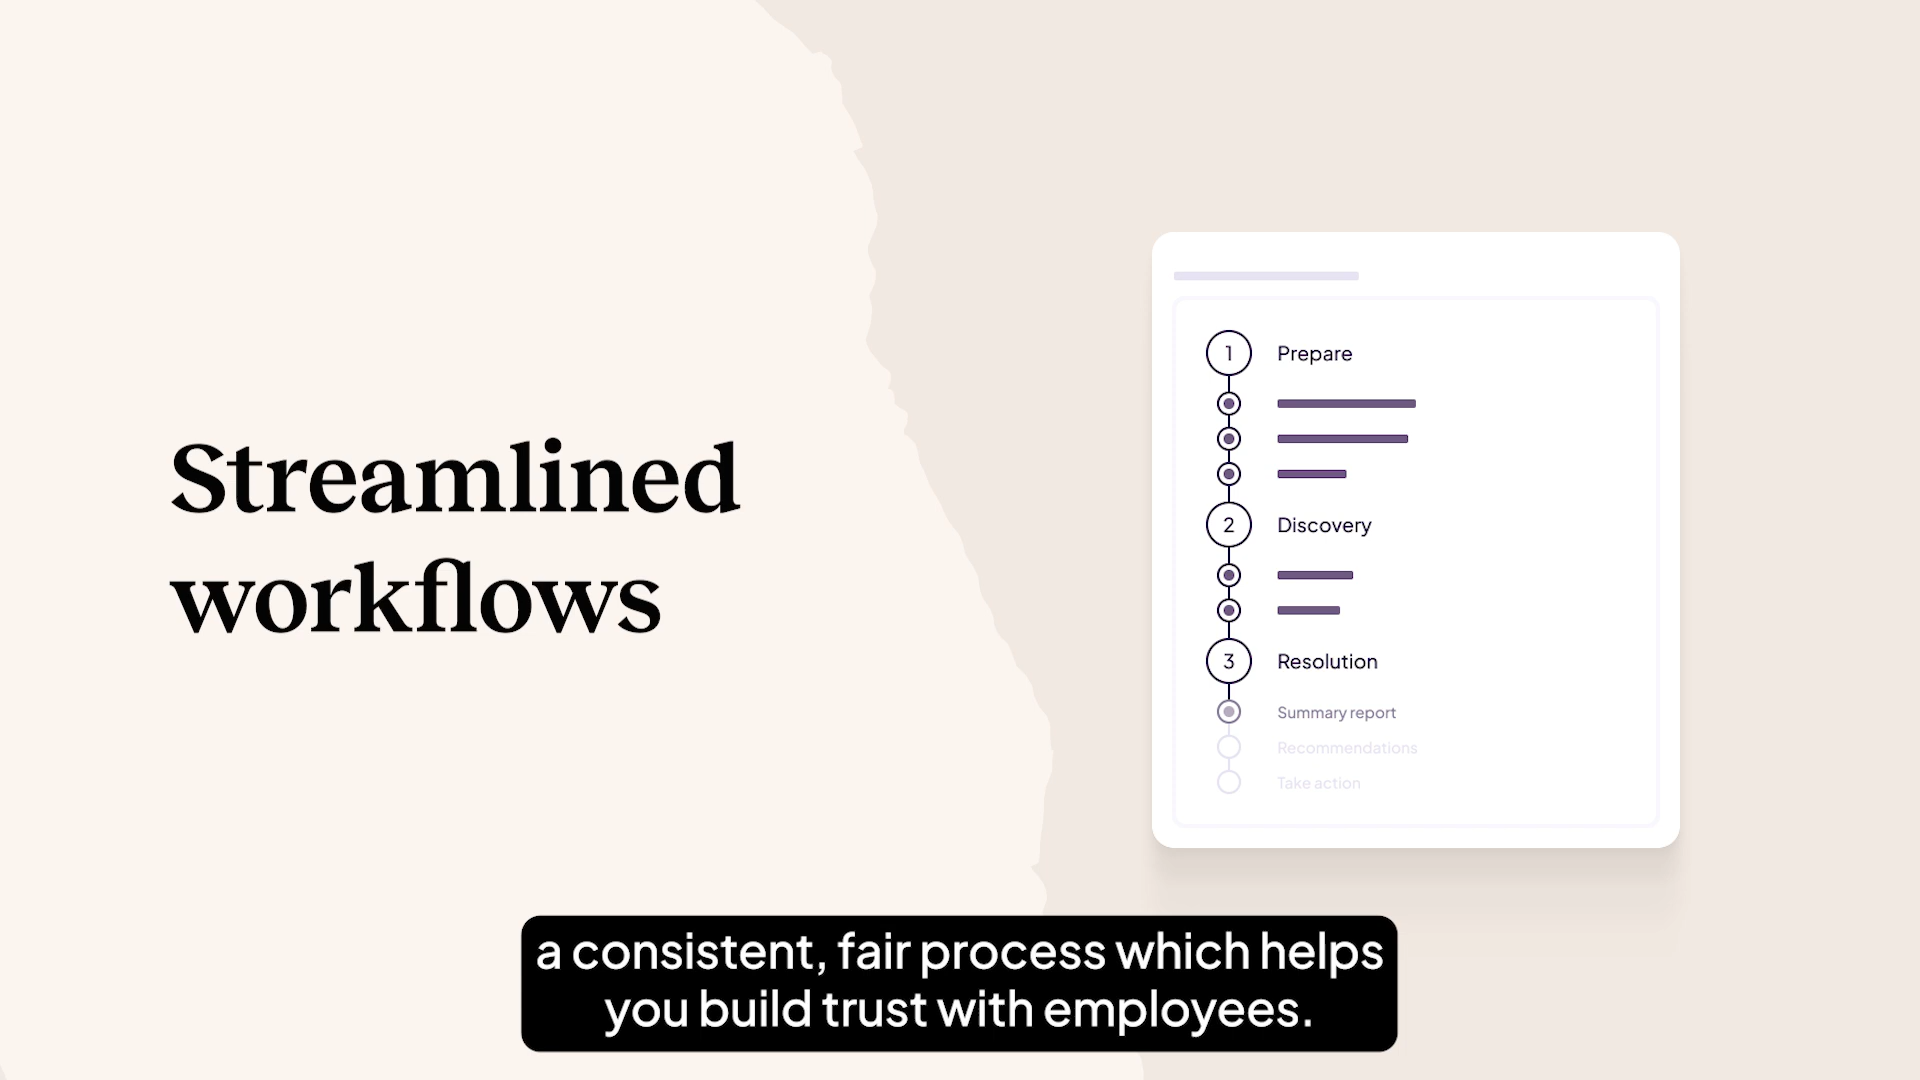 Streamlined
workflows
1 Prepare
2 Discovery
3 Resolution
Summary report
Recommendations
Take action
a consistent, fair process which helps
you build trust with employees.